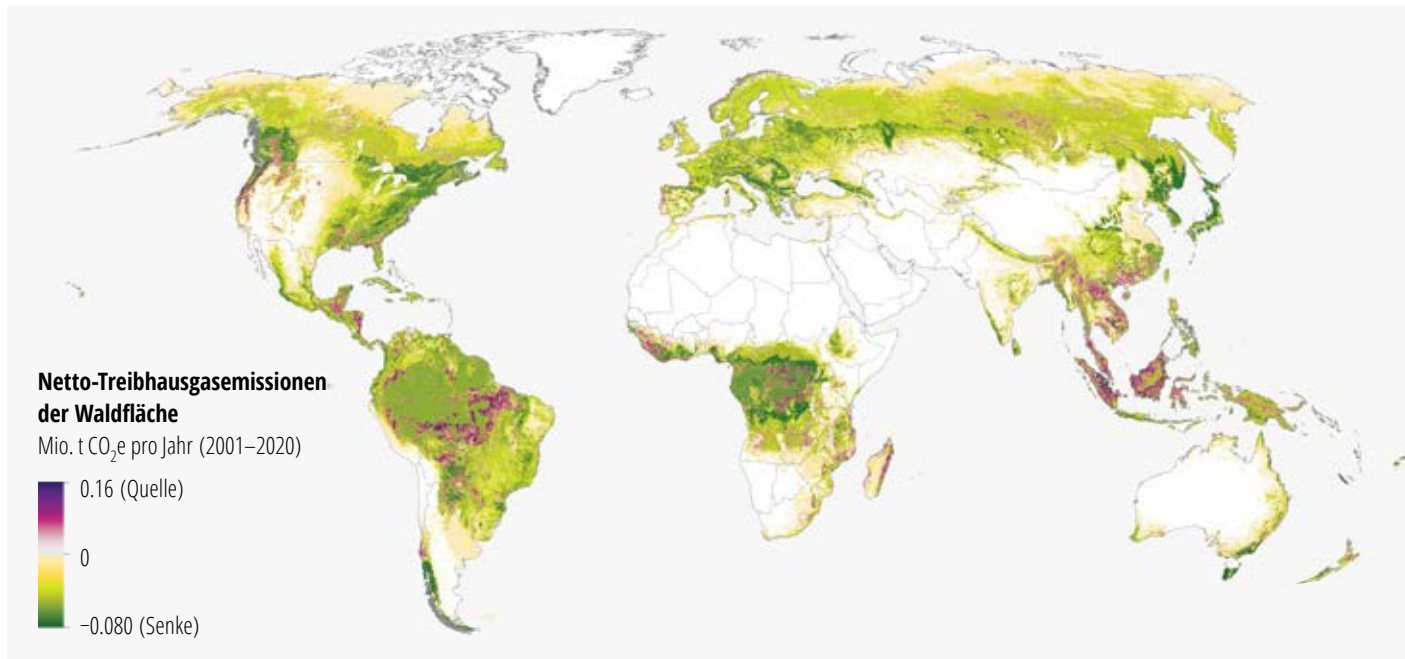 Netto-Treibhausgasemissionen
der Waldfläche
Mio. t CO₂e pro Jahr (2001–2020)
0.16 (Quelle)
0
−0.080 (Senke)